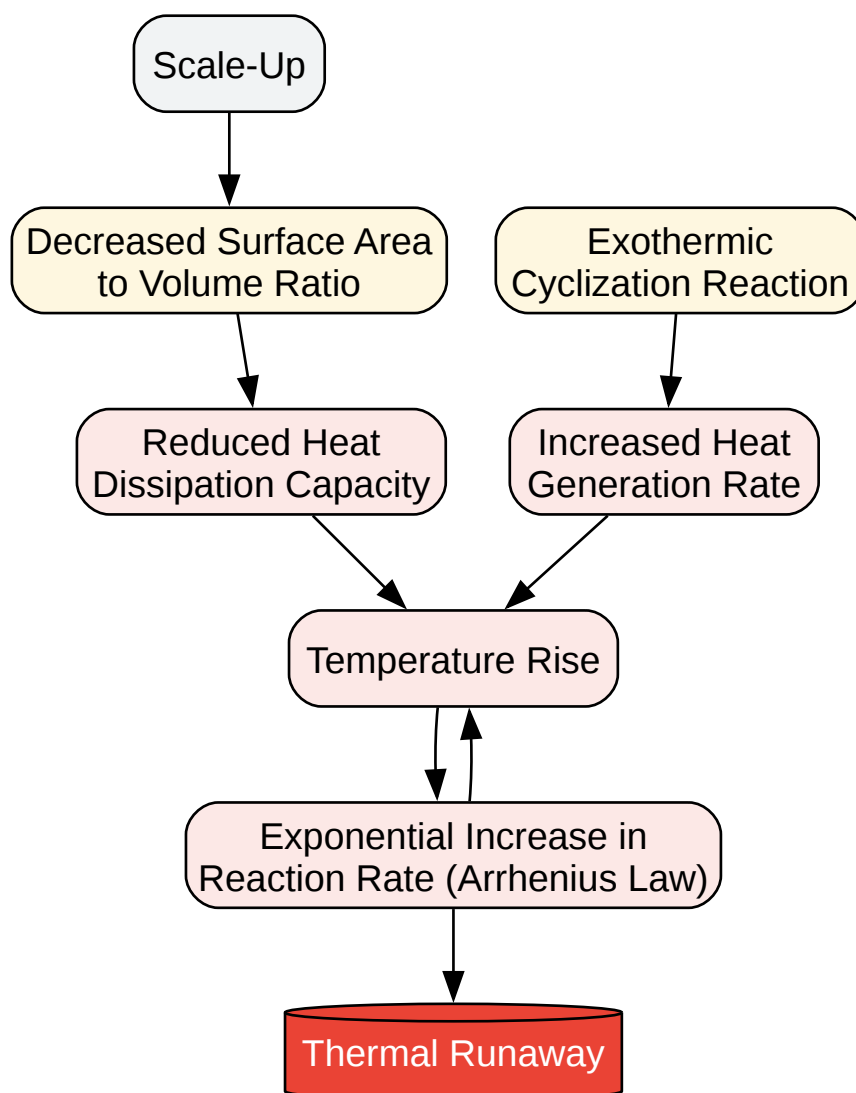 Scale-Up
Decreased Surface Area
to Volume Ratio
Exothermic
Cyclization Reaction
Reduced Heat
Dissipation Capacity
Increased Heat
Generation Rate
Temperature Rise
Exponential Increase in
Reaction Rate (Arrhenius Law)
Thermal Runaway